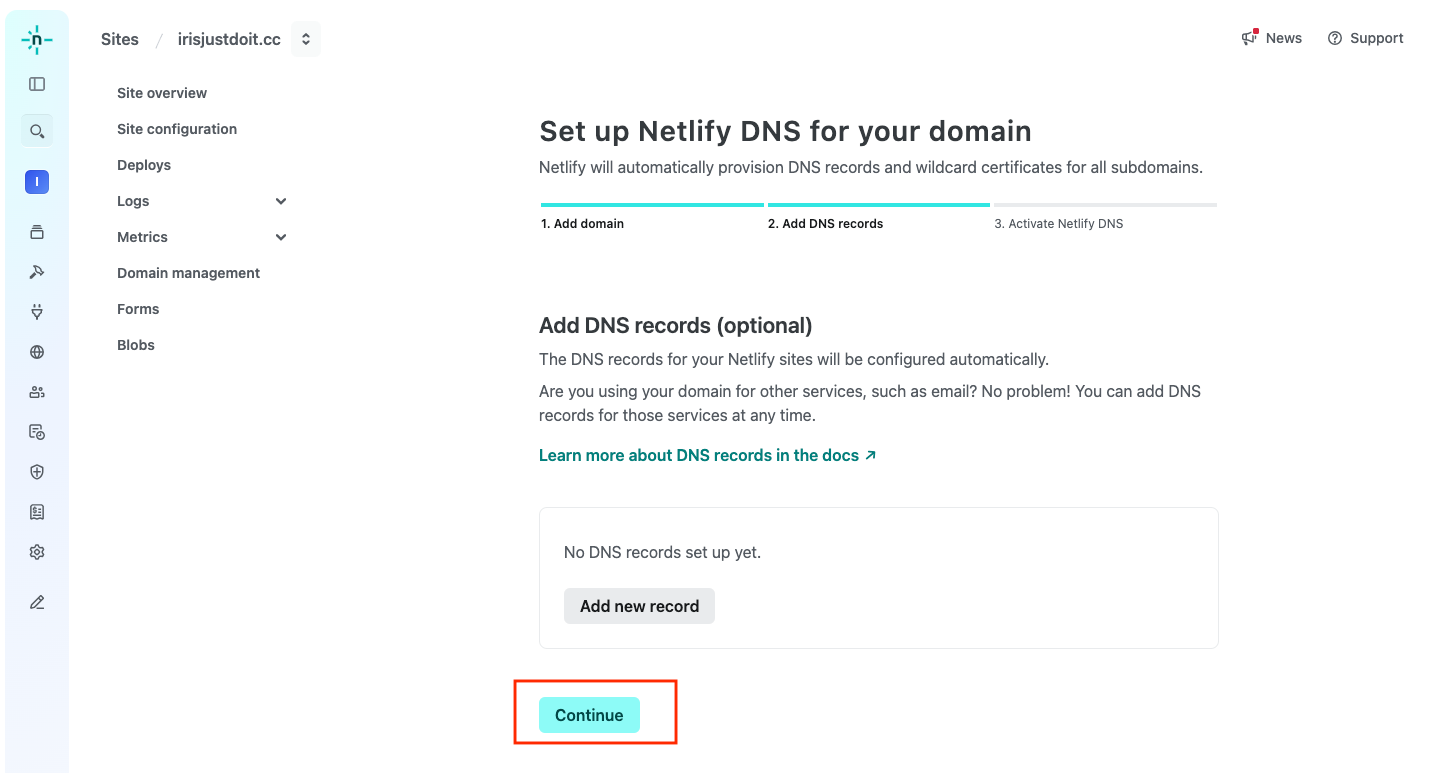 n
Sites / irisjustdoit.cc
News
Support
I
Site overview
Site configuration
Deploys
Logs
Metrics
Domain management
Forms
Blobs
Set up Netlify DNS for your domain
Netlify will automatically provision DNS records and wildcard certificates for all subdomains.
1. Add domain
2. Add DNS records
3. Activate Netlify DNS
Add DNS records (optional)
The DNS records for your Netlify sites will be configured automatically.
Are you using your domain for other services, such as email? No problem! You can add DNS
records for those services at any time.
Learn more about DNS records in the docs ↗
No DNS records set up yet.
Add new record
Continue